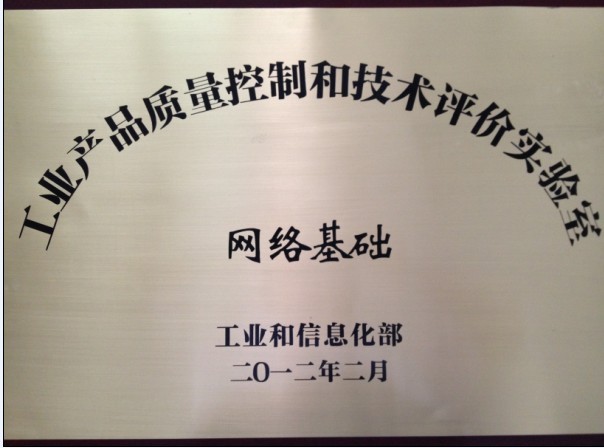 工业产品质量控制和技术评价实验室
网络基础
工业和信息化部
二〇一二年二月